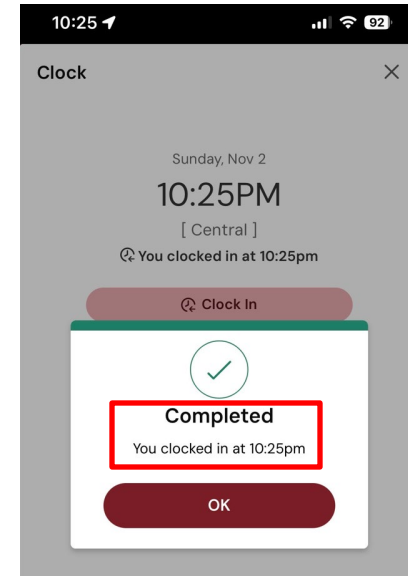 10:25
92
Clock
Sunday, Nov 2
10:25PM
[ Central ]
You clocked in at 10:25pm
Clock In
Completed
You clocked in at 10:25pm
OK